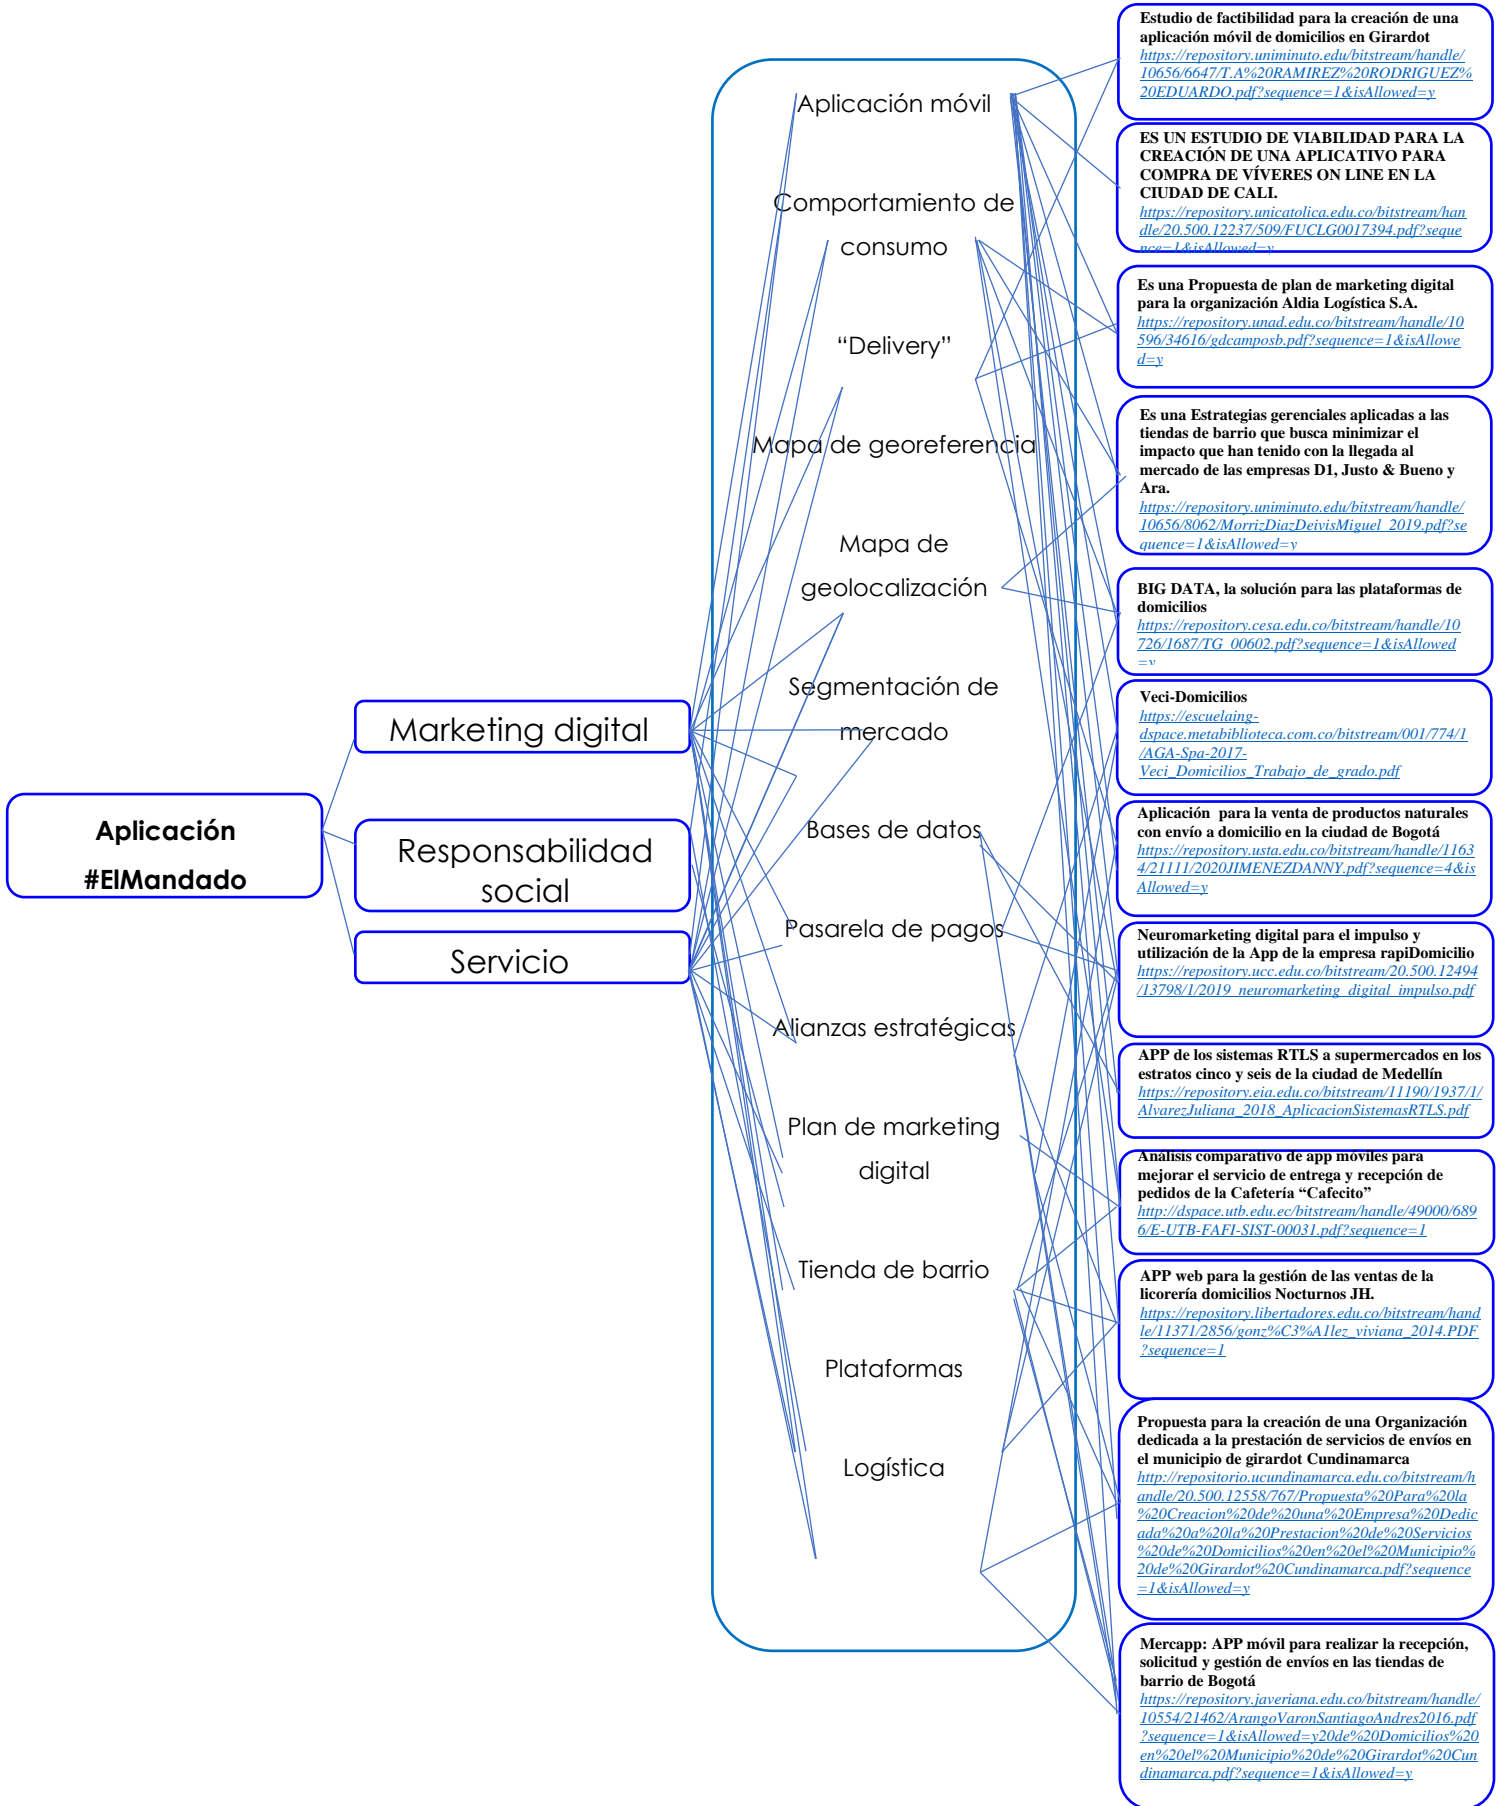 Aplicación
#ElMandado
Marketing digital
Responsabilidad
social
Servicio
Aplicación móvil
Comportamiento de
consumo
“Delivery”
Mapa de georeferencia
Mapa de
geolocalización
Segmentación de
mercado
Bases de datos
Pasarela de pagos
Alianzas estratégicas
Plan de marketing
digital
Tienda de barrio
Plataformas
Logística
Estudio de factibilidad para la creación de una
aplicación móvil de domicilios en Girardot
https://repository.uniminuto.edu/bitstream/handle/
10656/6647/T.A%20RAMIREZ%20RODRIGUEZ%
20EDUARDO.pdf?sequence=1&isAllowed=y
ES UN ESTUDIO DE VIABILIDAD PARA LA
CREACIÓN DE UNA APLICATIVO PARA
COMPRA DE VÍVERES ON LINE EN LA
CIUDAD DE CALI.
https://repository.unicatolica.edu.co/bitstream/han
dle/20.500.12237/509/FUCLG0017394.pdf?seque
nce=1&isAllowed=y
Es una Propuesta de plan de marketing digital
para la organización Aldia Logística S.A.
https://repository.unad.edu.co/bitstream/handle/10
596/34616/gdcamposb.pdf?sequence=1&isAllowe
d=y
Es una Estrategias gerenciales aplicadas a las
tiendas de barrio que busca minimizar el
impacto que han tenido con la llegada al
mercado de las empresas D1, Justo & Bueno y
Ara.
https://repository.uniminuto.edu/bitstream/handle/
10656/8062/MorrizDiazDeivisMiguel_2019.pdf?se
quence=1&isAllowed=y
BIG DATA, la solución para las plataformas de
domicilios
https://repository.cesa.edu.co/bitstream/handle/10
726/1687/TG_00602.pdf?sequence=1&isAllowed
=y
Veci-Domicilios
https://escuelaing-
dspace.metabiblioteca.com.co/bitstream/001/774/1
/AGA-Spa-2017-
Veci_Domicilios_Trabajo_de_grado.pdf
Aplicación  para la venta de productos naturales
con envío a domicilio en la ciudad de Bogotá
https://repository.usta.edu.co/bitstream/handle/1163
4/21111/2020JIMENEZDANNY.pdf?sequence=4&is
Allowed=y
Neuromarketing digital para el impulso y
utilización de la App de la empresa rapiDomicilio
https://repository.ucc.edu.co/bitstream/20.500.12494
/13798/1/2019_neuromarketing_digital_impulso.pdf
APP de los sistemas RTLS a supermercados en los
estratos cinco y seis de la ciudad de Medellín
https://repository.eia.edu.co/bitstream/11190/1937/1/
AlvarezJuliana_2018_AplicacionSistemasRTLS.pdf
Análisis comparativo de app móviles para
mejorar el servicio de entrega y recepción de
pedidos de la Cafetería “Cafecito”
http://dspace.utb.edu.ec/bitstream/handle/49000/689
6/E-UTB-FAFI-SIST-00031.pdf?sequence=1
APP web para la gestión de las ventas de la
licorería domicilios Nocturnos JH.
https://repository.libertadores.edu.co/bitstream/hand
le/11371/2856/gonz%C3%A1lez_viviana_2014.PDF
?sequence=1
Propuesta para la creación de una Organización
dedicada a la prestación de servicios de envíos en
el municipio de girardot Cundinamarca
http://repositorio.ucundinamarca.edu.co/bitstream/h
andle/20.500.12558/767/Propuesta%20Para%20la
%20Creacion%20de%20una%20Empresa%20Dedic
ada%20a%20la%20Prestacion%20de%20Servicios
%20de%20Domicilios%20en%20el%20Municipio%
20de%20Girardot%20Cundinamarca.pdf?sequence
=1&isAllowed=y
Mercapp: APP móvil para realizar la recepción,
solicitud y gestión de envíos en las tiendas de
barrio de Bogotá
https://repository.javeriana.edu.co/bitstream/handle/
10554/21462/ArangoVaronSantiagoAndres2016.pdf
?sequence=1&isAllowed=y20de%20Domicilios%20
en%20el%20Municipio%20de%20Girardot%20Cun
dinamarca.pdf?sequence=1&isAllowed=y